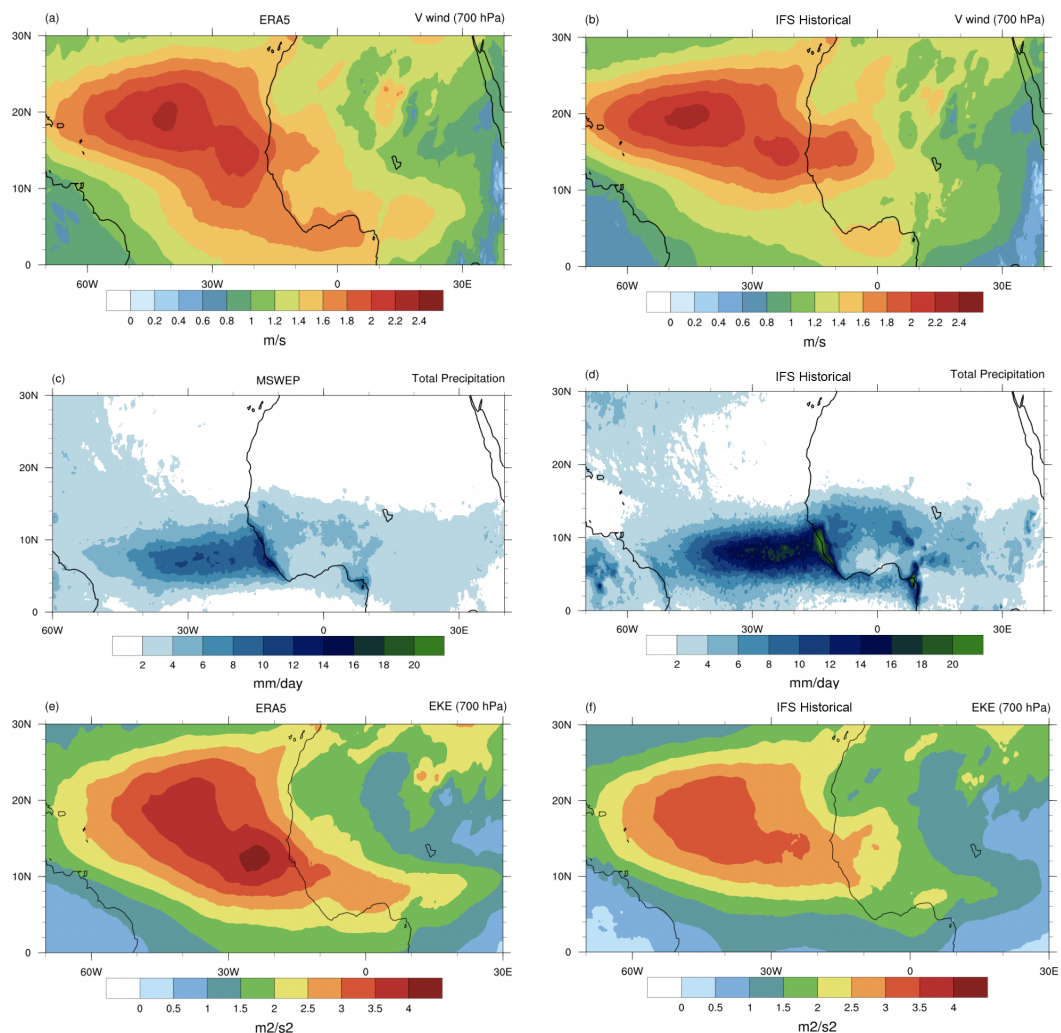 (a) ERA5 V wind (700 hPa)
30N
20N
10N
0
60W 30W 0 30E
0 0.2 0.4 0.6 0.8 1 1.2 1.4 1.6 1.8 2 2.2 2.4
m/s
(b) IFS Historical V wind (700 hPa)
30N
20N
10N
0
60W 30W 0 30E
0 0.2 0.4 0.6 0.8 1 1.2 1.4 1.6 1.8 2 2.2 2.4
m/s
(c) MSWEP Total Precipitation
30N
20N
10N
0
60W 30W 0 30E
2 4 6 8 10 12 14 16 18 20
mm/day
(d) IFS Historical Total Precipitation
30N
20N
10N
0
60W 30W 0 30E
2 4 6 8 10 12 14 16 18 20
mm/day
(e) ERA5 EKE (700 hPa)
30N
20N
10N
0
60W 30W 0 30E
0 0.5 1 1.5 2 2.5 3 3.5 4
m2/s2
(f) IFS Historical EKE (700 hPa)
30N
20N
10N
0
60W 30W 0 30E
0 0.5 1 1.5 2 2.5 3 3.5 4
m2/s2